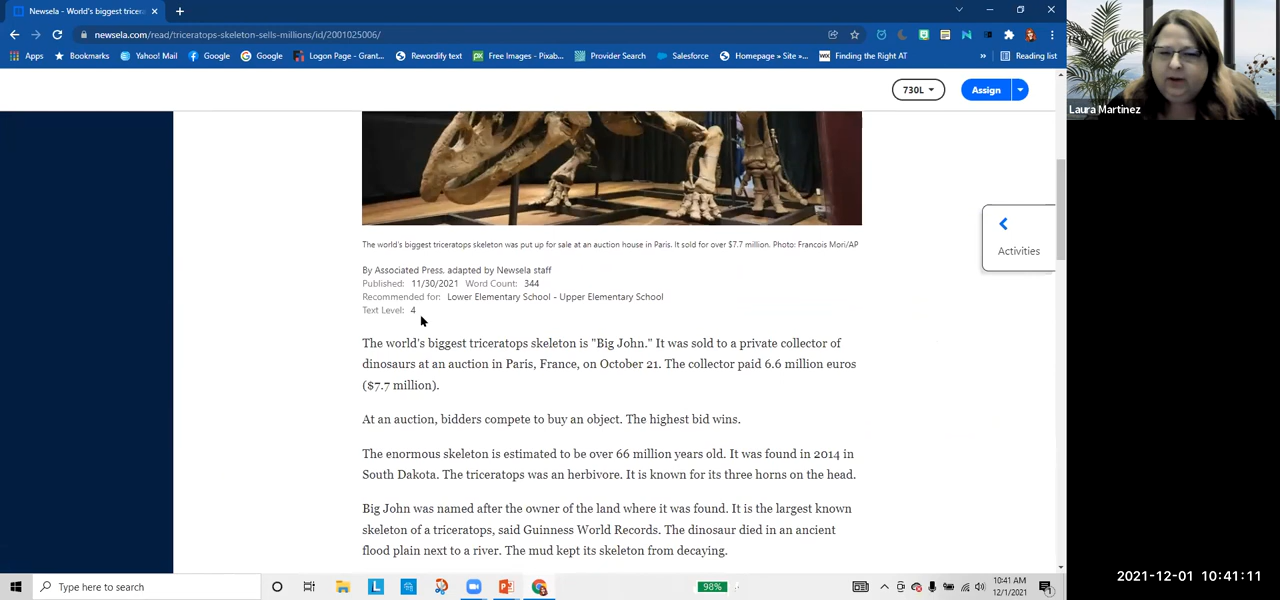 Newsela - World's biggest tricera
newsela.com/read/triceratops-skeleton-sells-millions/id/2001025006/
Apps Bookmarks Yahoo! Mail Google Google Logon Page - Grant... Rewordify text Free Images - Pixab... Provider Search Salesforce Homepage » Site »... Finding the Right AT » Reading list
730L Assign
Laura Martinez
Activities
The world's biggest triceratops skeleton was put up for sale at an auction house in Paris. It sold for over $7.7 million. Photo: Francois Mori/AP
By Associated Press, adapted by Newsela staff
Published: 11/30/2021 Word Count: 344
Recommended for: Lower Elementary School - Upper Elementary School
Text Level: 4
The world's biggest triceratops skeleton is "Big John." It was sold to a private collector of
dinosaurs at an auction in Paris, France, on October 21. The collector paid 6.6 million euros
($7.7 million).
At an auction, bidders compete to buy an object. The highest bid wins.
The enormous skeleton is estimated to be over 66 million years old. It was found in 2014 in
South Dakota. The triceratops was an herbivore. It is known for its three horns on the head.
Big John was named after the owner of the land where it was found. It is the largest known
skeleton of a triceratops, said Guinness World Records. The dinosaur died in an ancient
flood plain next to a river. The mud kept its skeleton from decaying.
Type here to search
98%
10:41 AM
12/1/2021
2021-12-01 10:41:11